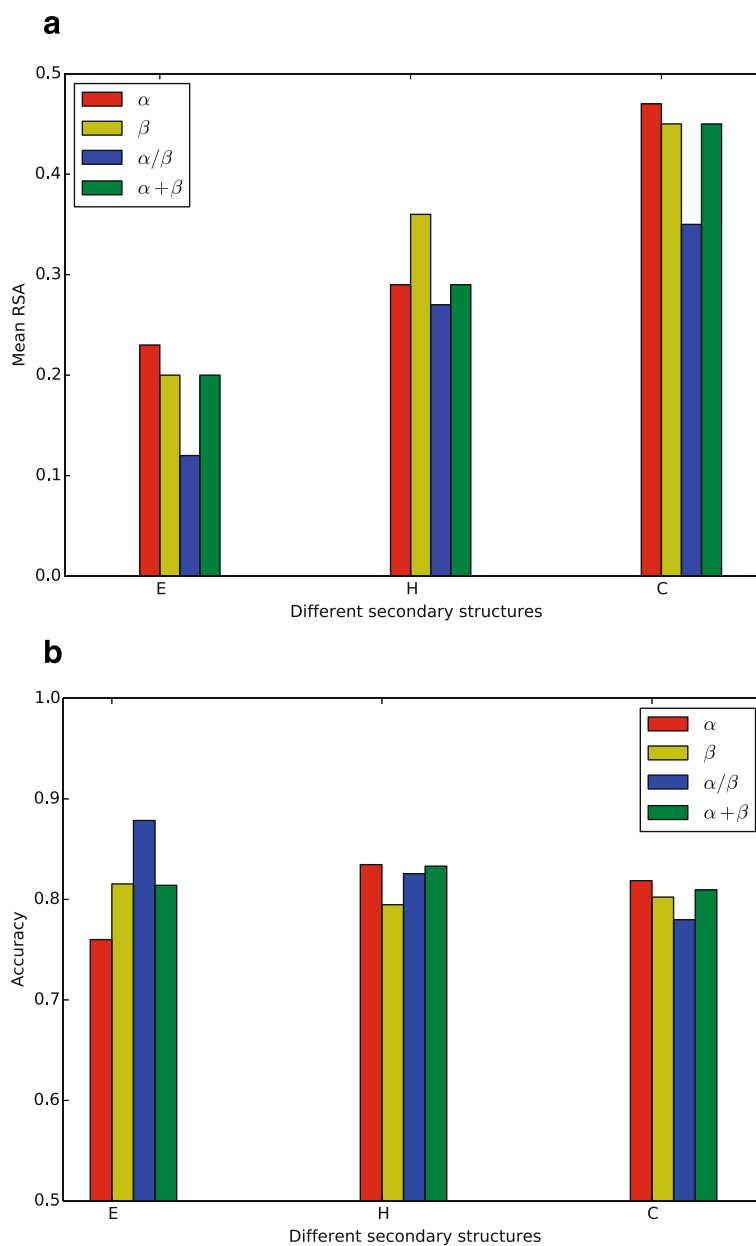 a
0.5
0.4
0.3
0.2
0.1
0.0
Mean RSA
α
β
α/β
α+β
E H C
Different secondary structures
b
1.0
0.9
0.8
0.7
0.6
0.5
Accuracy
α
β
α/β
α+β
E H C
Different secondary structures